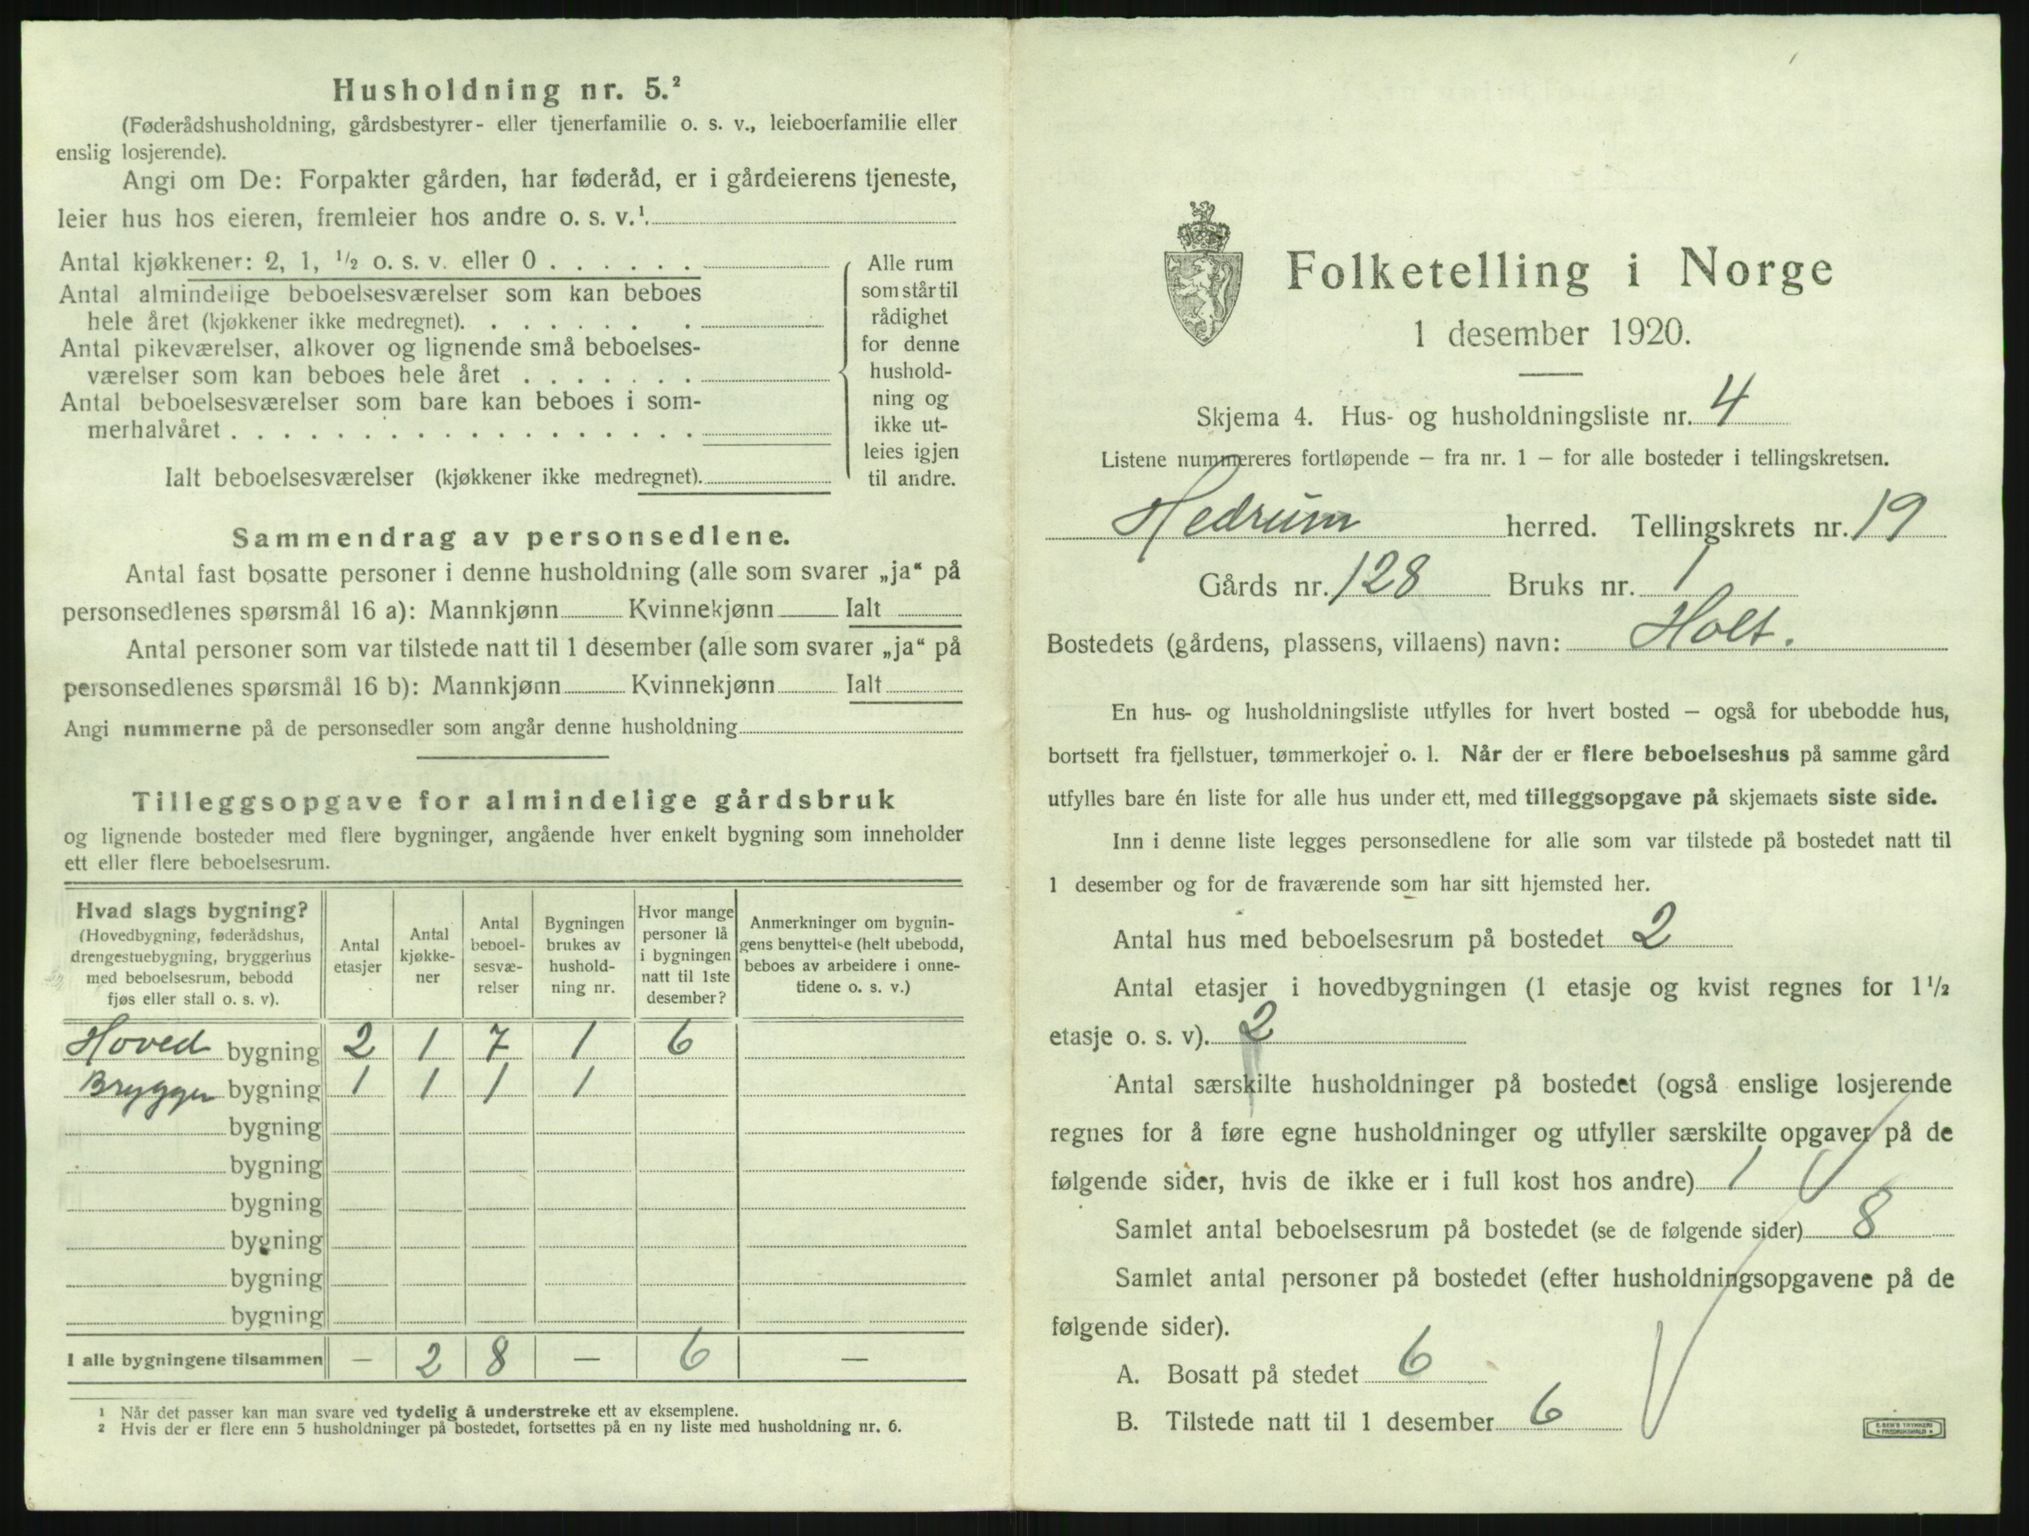 Husholdning nr. 5.²
(Føderådshusholdning, gårdsbestyrer- eller tjenerfamilie o. s. v., leieboerfamilie eller
enslig losjerende).
Angi om De: Forpakter gården, har føderåd, er i gårdeierens tjeneste,
leier hus hos eieren, fremleier hos andre o. s. v.¹
Antal kjøkkener: 2, 1, ½ o. s. v. eller 0 . . . . . .
Antal almindelige beboelsesværelser som kan beboes
hele året (kjøkkener ikke medregnet). . . . . . . .
Antal pikeværelser, alkover og lignende små beboelses-
værelser som kan beboes hele året . . . . . . .
Antal beboelsesværelser som bare kan beboes i som-
merhalvåret . . . . . . . . . . . . . . . . . .
Ialt beboelsesværelser (kjøkkener ikke medregnet).
Alle rum
som står til
rådighet
for denne
hushold-
ning og
ikke ut-
leies igjen
til andre.
Sammendrag av personsedlene.
Antal fast bosatte personer i denne husholdning (alle som svarer „ja“ på
personsedlenes spørsmål 16 a): Mannkjønn Kvinnekjønn Ialt
Antal personer som var tilstede natt til 1 desember (alle som svarer „ja“ på
personsedlenes spørsmål 16 b): Mannkjønn Kvinnekjønn Ialt
Angi nummerne på de personsedler som angår denne husholdning
Tilleggsopgave for almindelige gårdsbruk
og lignende bosteder med flere bygninger, angående hver enkelt bygning som inneholder
ett eller flere beboelsesrum.
Hvad slags bygning?
(Hovedbygning, føderådshus,
drengestuebygning, bryggerhus
med beboelsesrum, bebodd
fjøs eller stall o. s. v).
Antal
etasjer
Antal
kjøkke-
ner
Antal
beboel-
sesvæ-
relser
Bygningen
brukes av
hushold-
ning nr.
Hvor mange
personer lå
i bygningen
natt til 1ste
desember?
Anmerkninger om bygnin-
gens benyttelse (helt ubebodd,
beboes av arbeidere i onne-
tidene o. s. v.)
Hoved bygning 2 1 7 1 6
Brygger bygning 1 1 1 1
bygning
bygning
bygning
bygning
bygning
bygning
I alle bygningene tilsammen — 2 8 — 6 —
¹ Når det passer kan man svare ved tydelig å understreke ett av eksemplene.
² Hvis der er flere enn 5 husholdninger på bostedet, fortsettes på en ny liste med husholdning nr. 6.
Folketelling i Norge
1 desember 1920.
Skjema 4. Hus- og husholdningsliste nr. 4
Listene nummereres fortløpende – fra nr. 1 – for alle bosteder i tellingskretsen.
Hedrum herred. Tellingskrets nr. 19
Gårds nr. 128 Bruks nr. 1
Bostedets (gårdens, plassens, villaens) navn: Holt.
En hus- og husholdningsliste utfylles for hvert bosted – også for ubebodde hus,
bortsett fra fjellstuer, tømmerkojer o. l. Når der er flere beboelseshus på samme gård
utfylles bare én liste for alle hus under ett, med tilleggsopgave på skjemaets siste side.
Inn i denne liste legges personsedlene for alle som var tilstede på bostedet natt til
1 desember og for de fraværende som har sitt hjemsted her.
Antal hus med beboelsesrum på bostedet 2
Antal etasjer i hovedbygningen (1 etasje og kvist regnes for 1½
etasje o. s. v). 2
Antal særskilte husholdninger på bostedet (også enslige losjerende
regnes for å føre egne husholdninger og utfyller særskilte opgaver på de
følgende sider, hvis de ikke er i full kost hos andre) 1
Samlet antal beboelsesrum på bostedet (se de følgende sider) 8
Samlet antal personer på bostedet (efter husholdningsopgavene på de
følgende sider).
A. Bosatt på stedet 6
B. Tilstede natt til 1 desember 6